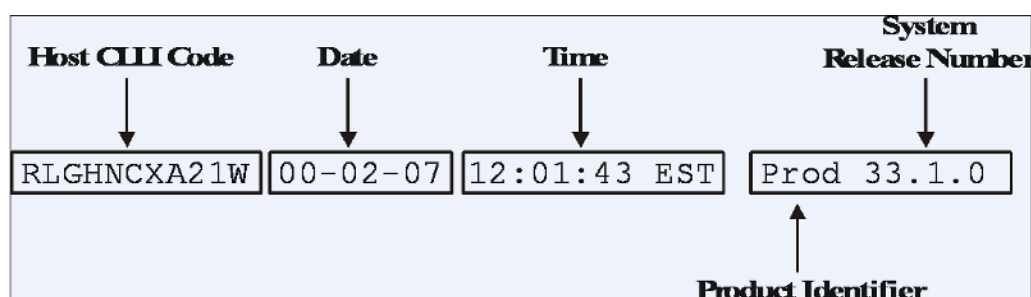 System
Host CLLI Code Date Time Release Number
RLGHNCXA21W 00-02-07 12:01:43 EST Prod 33.1.0
Product Identifier